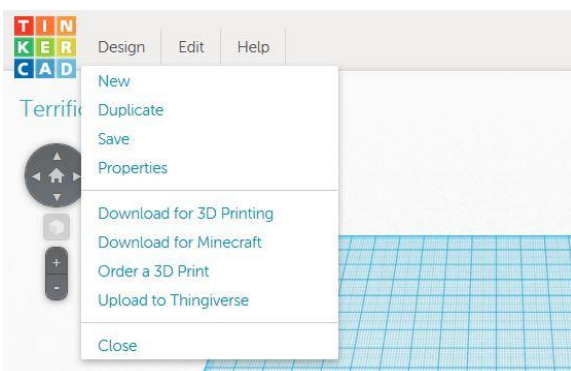 TIN
KER
CAD
Design Edit Help
Terrific
New
Duplicate
Save
Properties
Download for 3D Printing
Download for Minecraft
Order a 3D Print
Upload to Thingiverse
Close
+
-